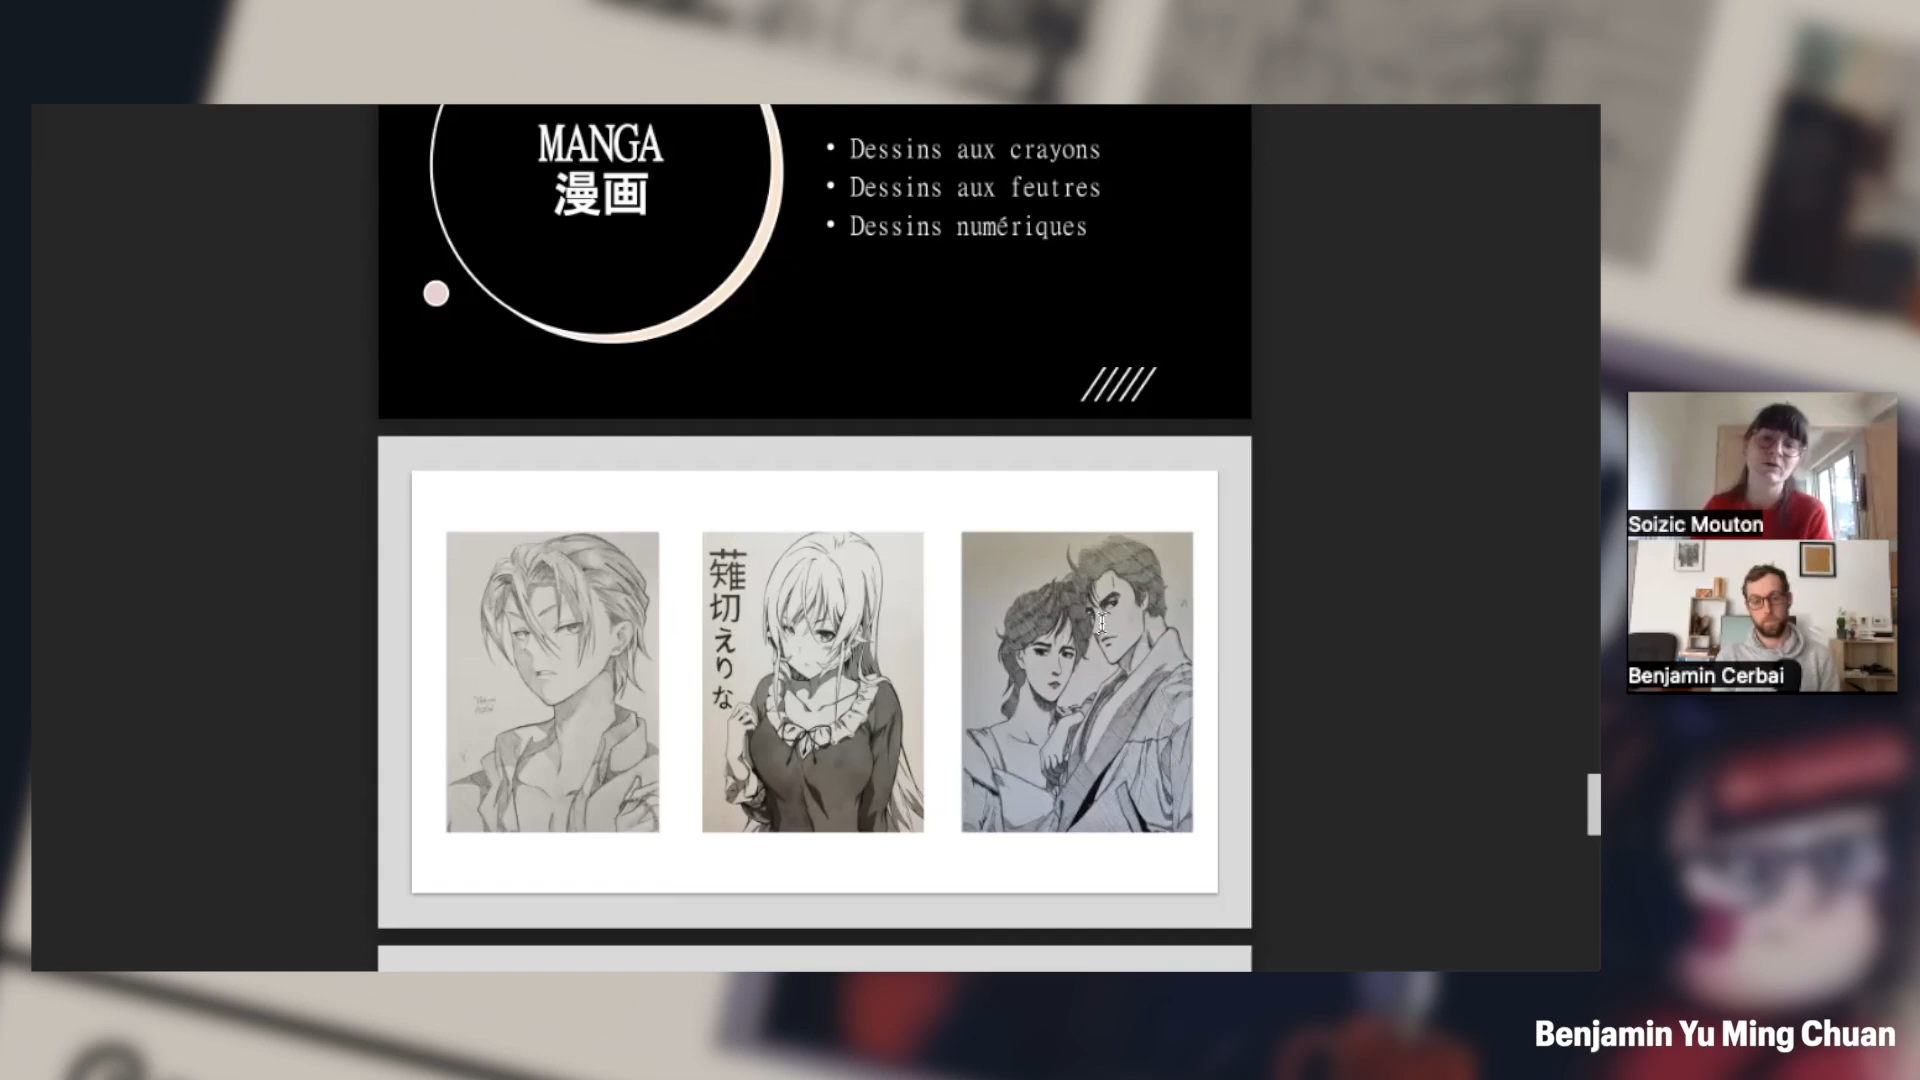 MANGA
漫画
• Dessins aux crayons
• Dessins aux feutres
• Dessins numériques
薙切えりな
Soizic Mouton
Benjamin Cerbai
Benjamin Yu Ming Chuan